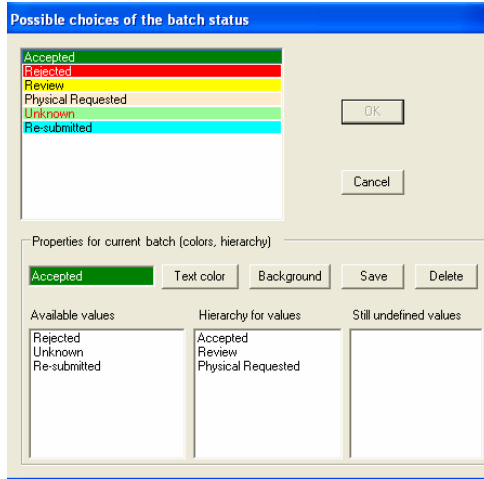 Possible choices of the batch status
Accepted
Rejected
Review
Physical Requested
Unknown
Re-submitted
OK
Cancel
Properties for current batch (colors, hierarchy)
Accepted Text color Background Save Delete
Available values Hierarchy for values Still undefined values
Rejected Accepted
Unknown Review
Re-submitted Physical Requested